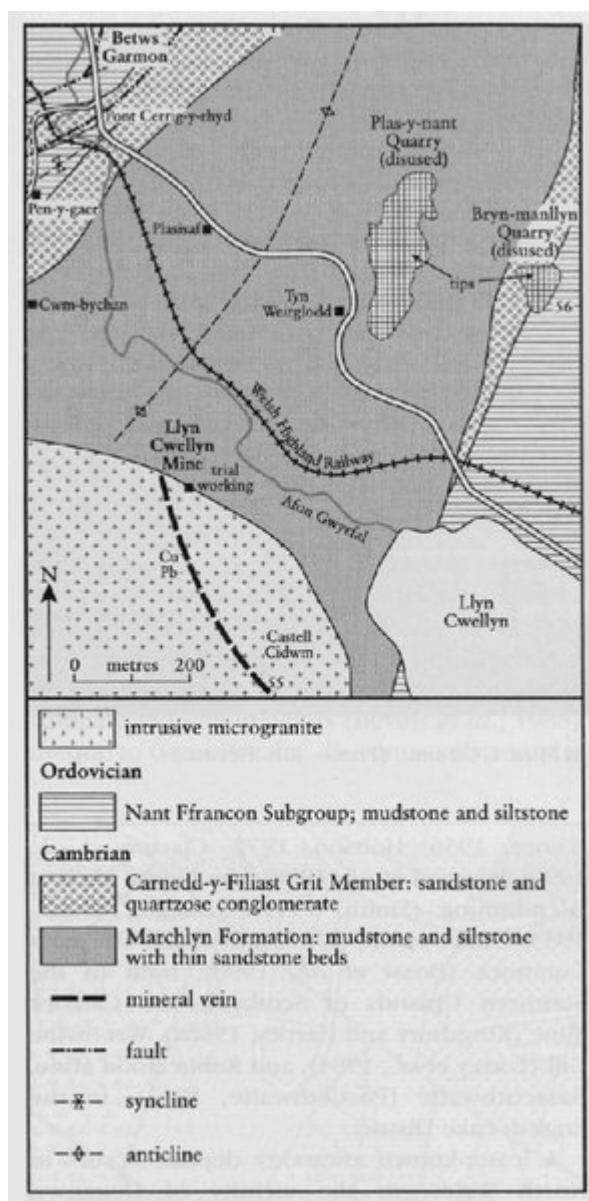 Betws
Garmon
Pont Cerrig-y-rhyd
Plas-y-nant
Quarry
(disused)
Bryn-manllyn
Quarry
(disused)
Pen-y-gaer
Plasisaf
tips
Cwm-bychan
Tyn
Weirglodd
56
Llyn
Cwellyn
Mine
trial
working
Welsh Highland Railway
Afon Gwyrfai
Cu
Pb
N
0 metres 200
Castell
Cidwm
55
Llyn
Cwellyn
intrusive microgranite
Ordovician
Nant Ffrancon Subgroup; mudstone and siltstone
Cambrian
Carnedd-y-Filiast Grit Member: sandstone and
quartzose conglomerate
Marchlyn Formation: mudstone and siltstone
with thin sandstone beds
mineral vein
fault
syncline
anticline